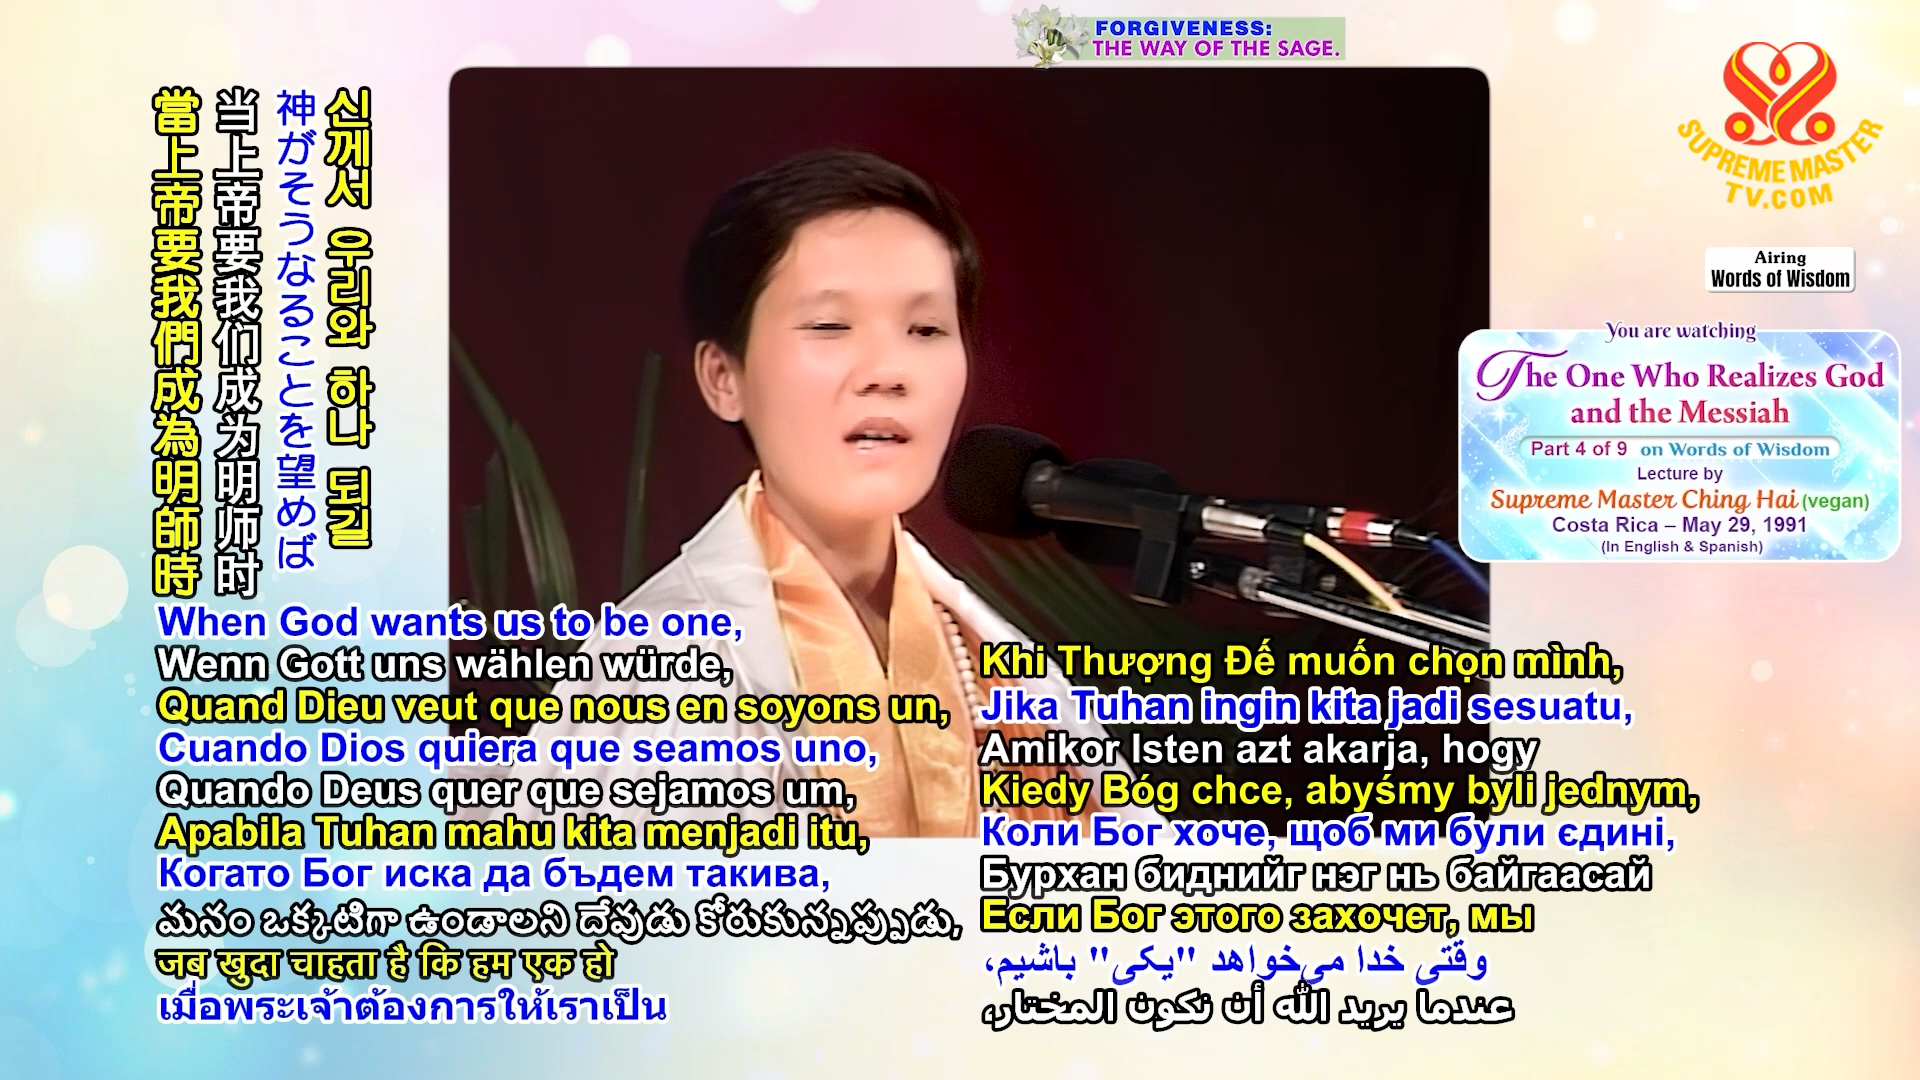 FORGIVENESS:
THE WAY OF THE SAGE.
SUPREME MASTER
TV.COM
Airing
Words of Wisdom
You are watching
The One Who Realizes God
and the Messiah
Part 4 of 9 on Words of Wisdom
Lecture by
Supreme Master Ching Hai (vegan)
Costa Rica – May 29, 1991
(In English & Spanish)
신께서 우리와 하나 되길
神がそうなることを望めば
当上帝要我们成为明师时
當上帝要我們成為明師時
When God wants us to be one,
Wenn Gott uns wählen würde,
Quand Dieu veut que nous en soyons un,
Cuando Dios quiera que seamos uno,
Quando Deus quer que sejamos um,
Apabila Tuhan mahu kita menjadi itu,
Когато Бог иска да бъдем такива,
మనం ఒక్కటిగా ఉండాలని దేవుడు కోరుకున్నప్పుడు,
जब खुदा चाहता है कि हम एक हो
เมื่อพระเจ้าต้องการให้เราเป็น
Khi Thượng Đế muốn chọn mình,
Jika Tuhan ingin kita jadi sesuatu,
Amikor Isten azt akarja, hogy
Kiedy Bóg chce, abyśmy byli jednym,
Коли Бог хоче, щоб ми були єдині,
Бурхан биднийг нэг нь байгаасай
Если Бог этого захочет, мы
وقتی خدا می‌خواهد "یکی" باشیم،
عندما يريد الله أن نكون المختار،